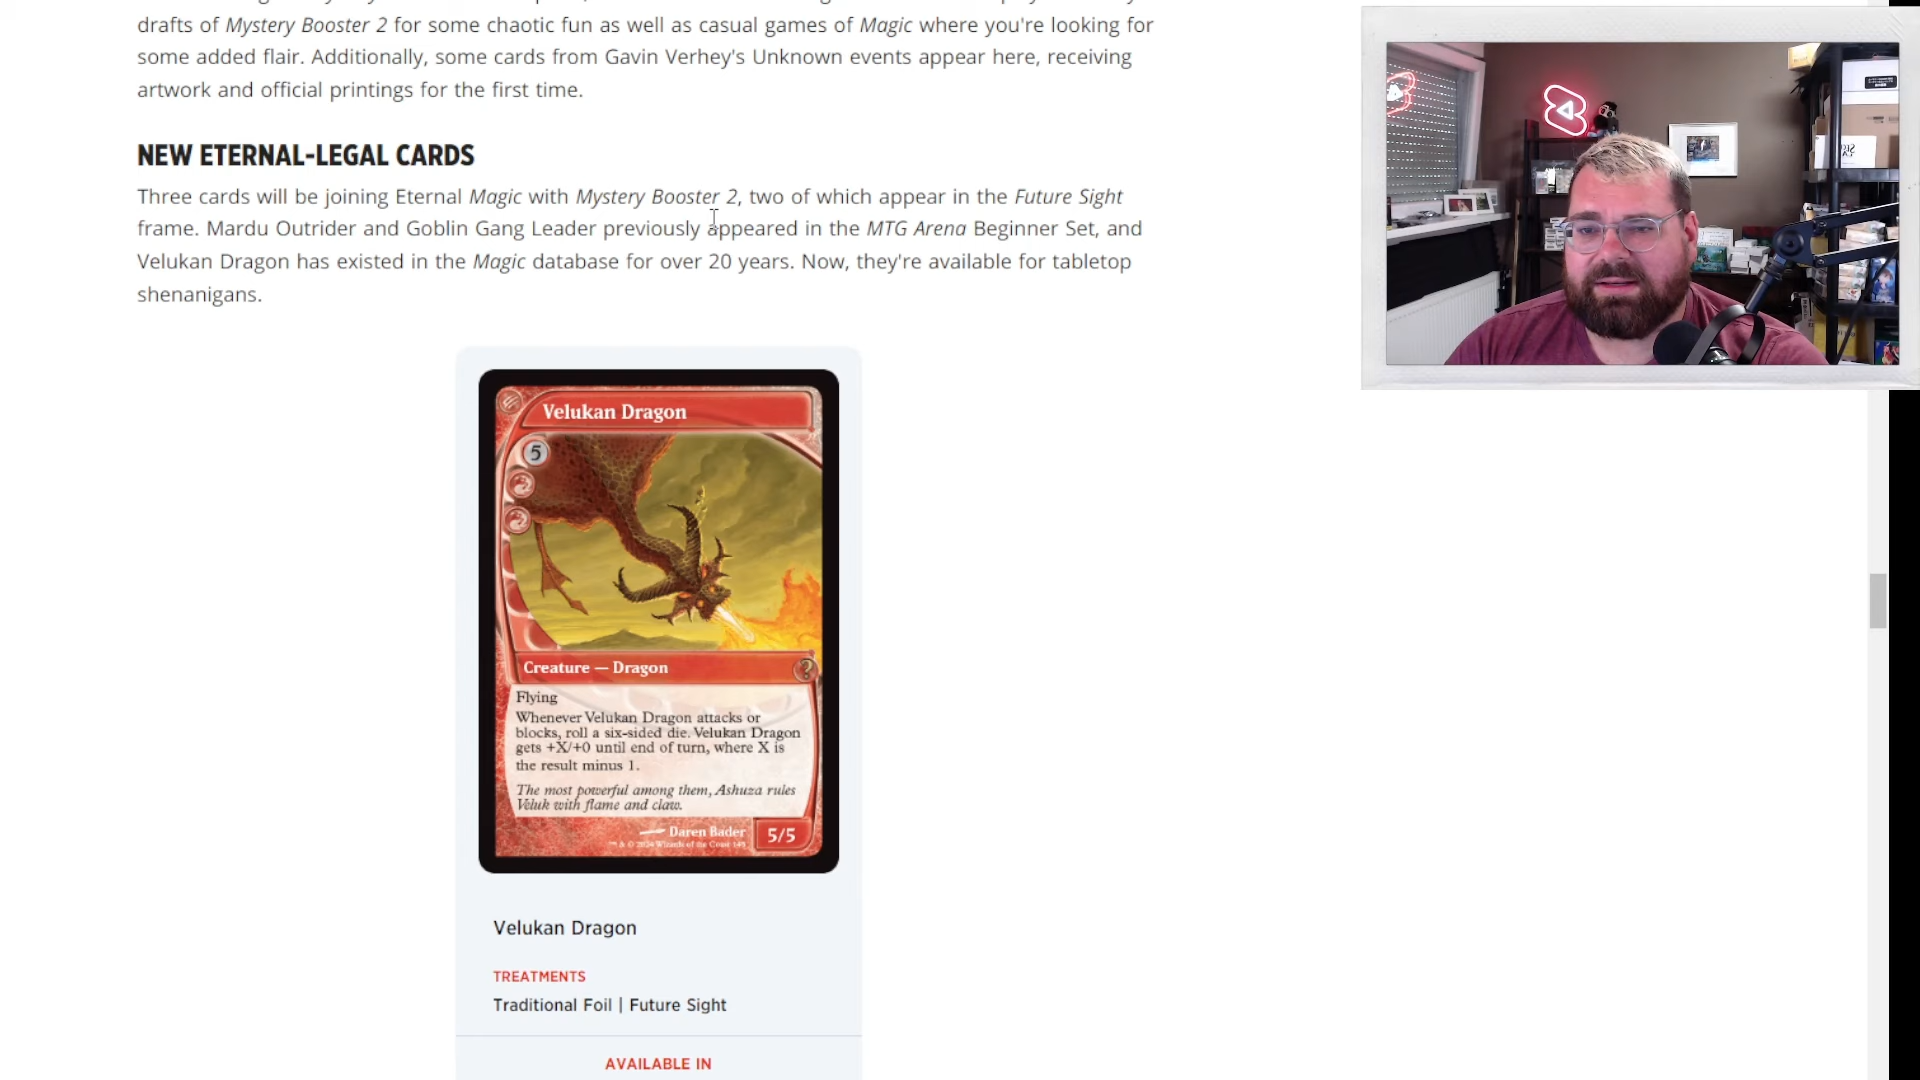 drafts of Mystery Booster 2 for some chaotic fun as well as casual games of Magic where you're looking for
some added flair. Additionally, some cards from Gavin Verhey's Unknown events appear here, receiving
artwork and official printings for the first time.
NEW ETERNAL-LEGAL CARDS
Three cards will be joining Eternal Magic with Mystery Booster 2, two of which appear in the Future Sight
frame. Mardu Outrider and Goblin Gang Leader previously appeared in the MTG Arena Beginner Set, and
Velukan Dragon has existed in the Magic database for over 20 years. Now, they're available for tabletop
shenanigans.
Velukan Dragon
5
Creature — Dragon
?
Flying
Whenever Velukan Dragon attacks or
blocks, roll a six-sided die. Velukan Dragon
gets +X/+0 until end of turn, where X is
the result minus 1.
The most powerful among them, Ashuza rules
Veluk with flame and claw.
Daren Bader
5/5
Velukan Dragon
TREATMENTS
Traditional Foil | Future Sight
AVAILABLE IN